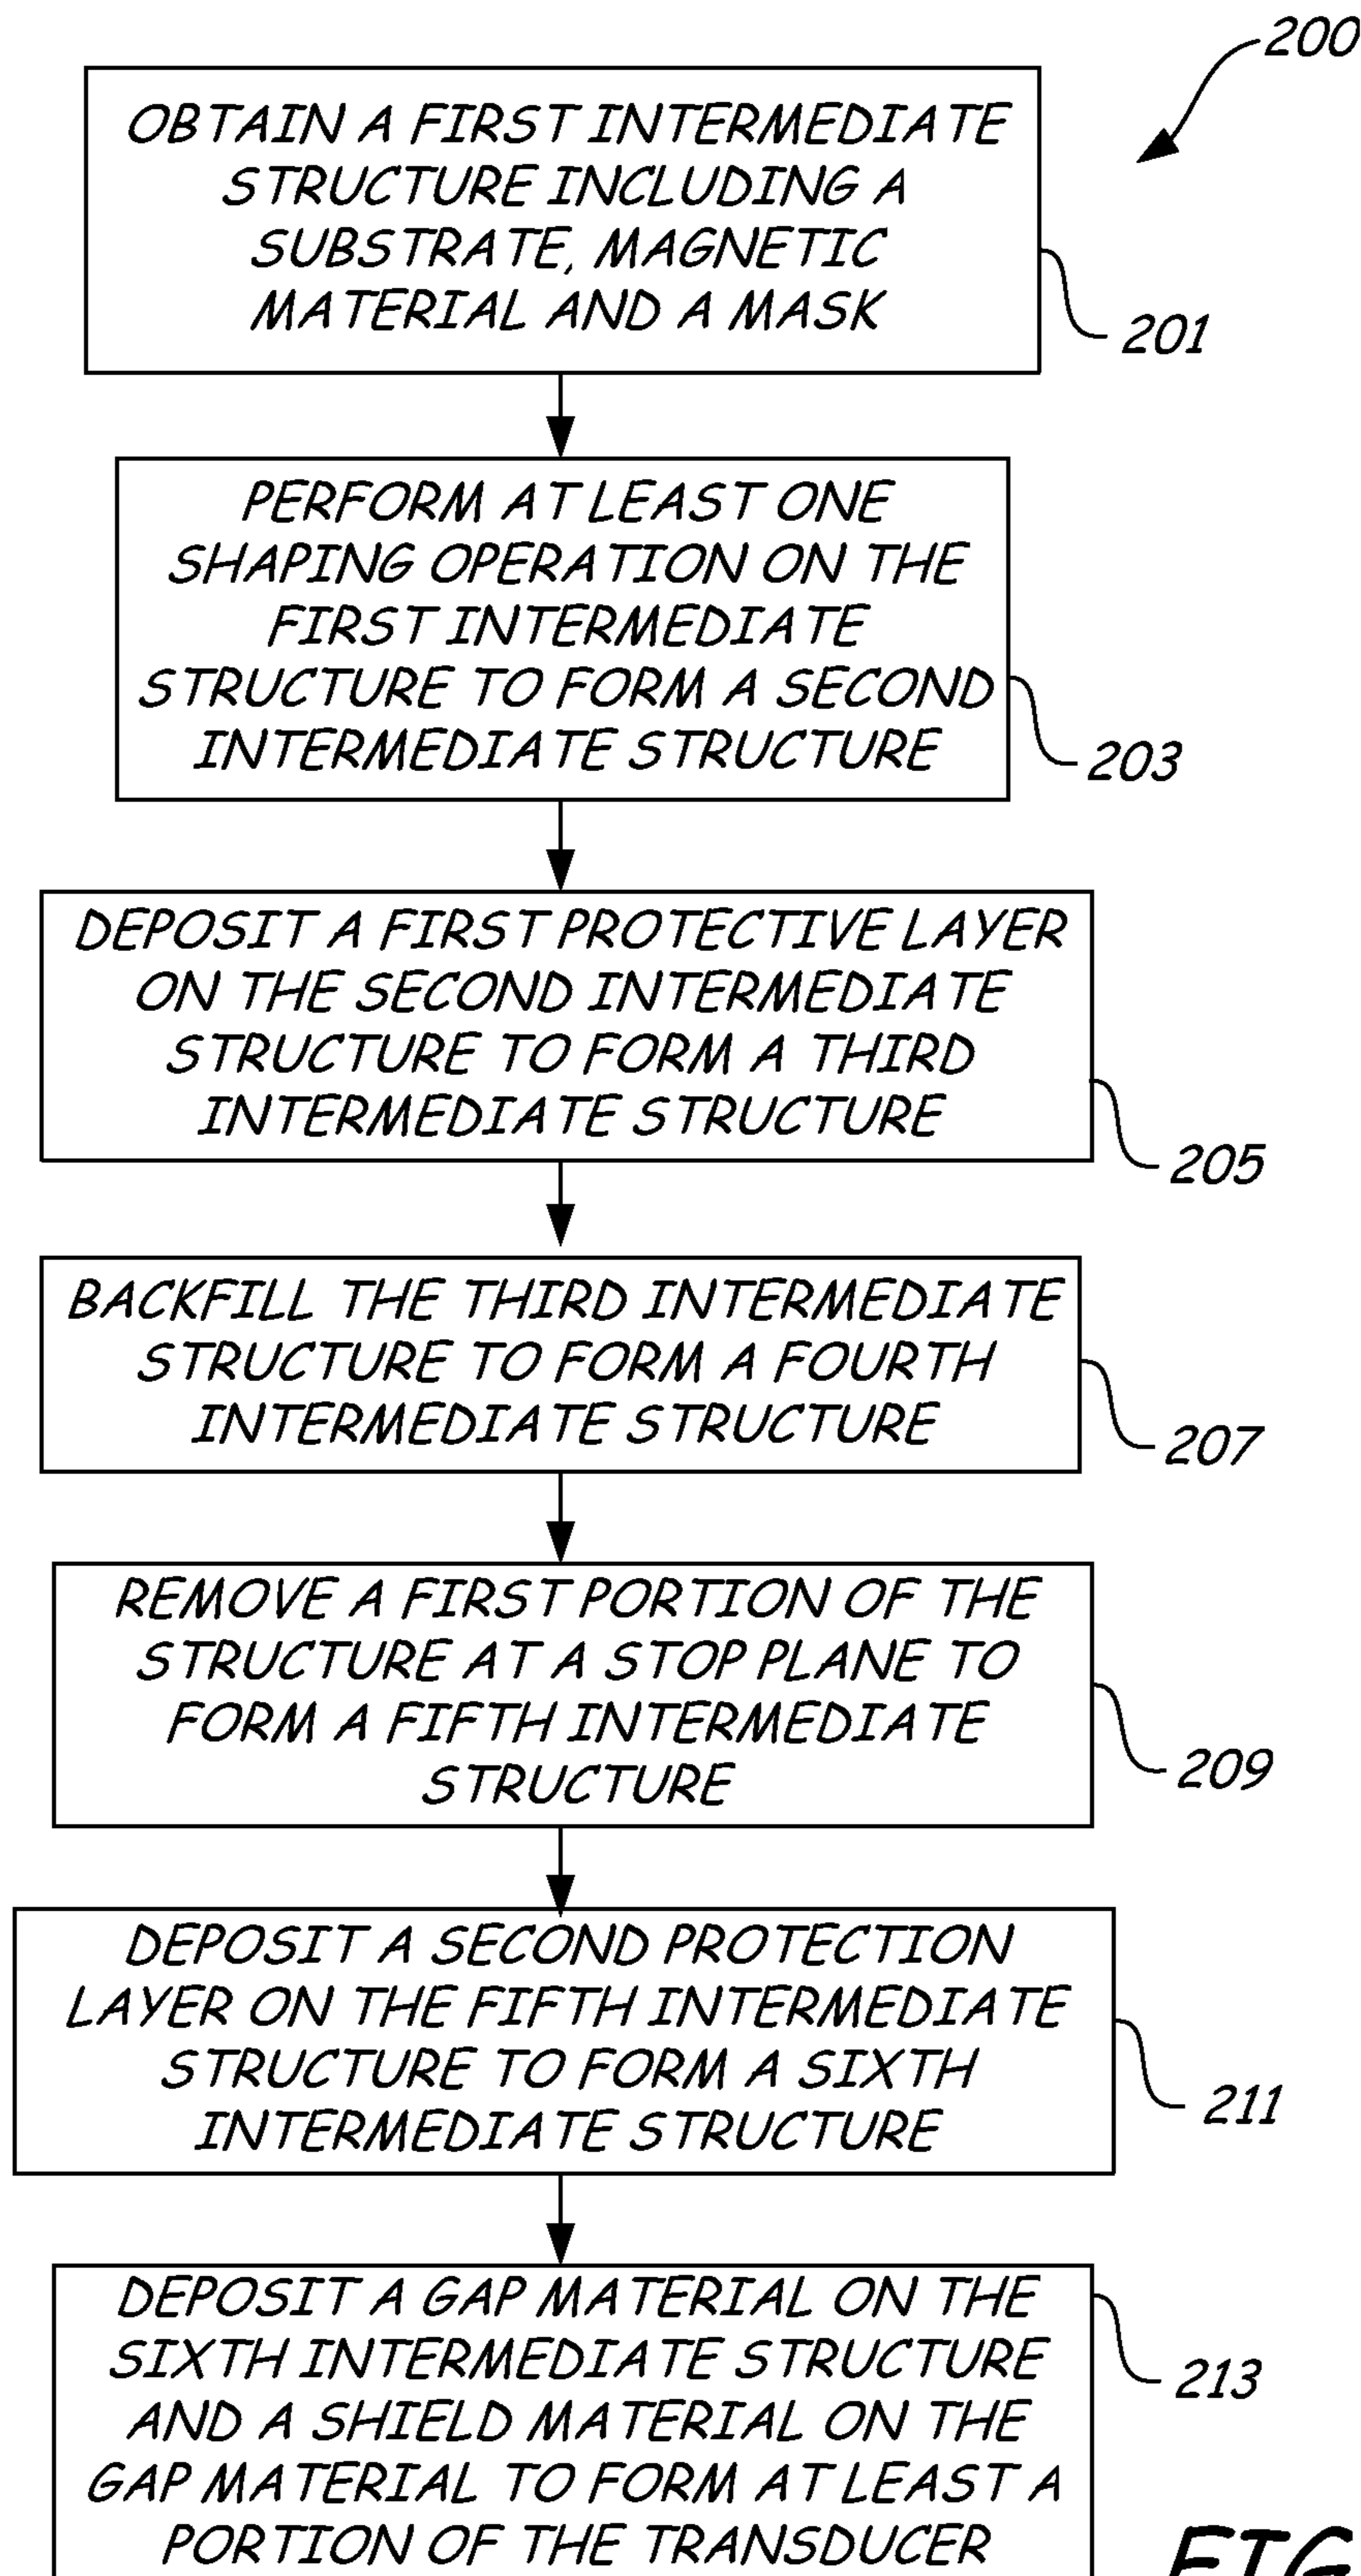 200
OBTAIN A FIRST INTERMEDIATE
STRUCTURE INCLUDING A
SUBSTRATE, MAGNETIC
MATERIAL AND A MASK
201
PERFORM AT LEAST ONE
SHAPING OPERATION ON THE
FIRST INTERMEDIATE
STRUCTURE TO FORM A SECOND
INTERMEDIATE STRUCTURE
203
DEPOSIT A FIRST PROTECTIVE LAYER
ON THE SECOND INTERMEDIATE
STRUCTURE TO FORM A THIRD
INTERMEDIATE STRUCTURE
205
BACKFILL THE THIRD INTERMEDIATE
STRUCTURE TO FORM A FOURTH
INTERMEDIATE STRUCTURE
207
REMOVE A FIRST PORTION OF THE
STRUCTURE AT A STOP PLANE TO
FORM A FIFTH INTERMEDIATE
STRUCTURE
209
DEPOSIT A SECOND PROTECTION
LAYER ON THE FIFTH INTERMEDIATE
STRUCTURE TO FORM A SIXTH
INTERMEDIATE STRUCTURE
211
DEPOSIT A GAP MATERIAL ON THE
SIXTH INTERMEDIATE STRUCTURE
AND A SHIELD MATERIAL ON THE
GAP MATERIAL TO FORM AT LEAST A
PORTION OF THE TRANSDUCER
213
FIG